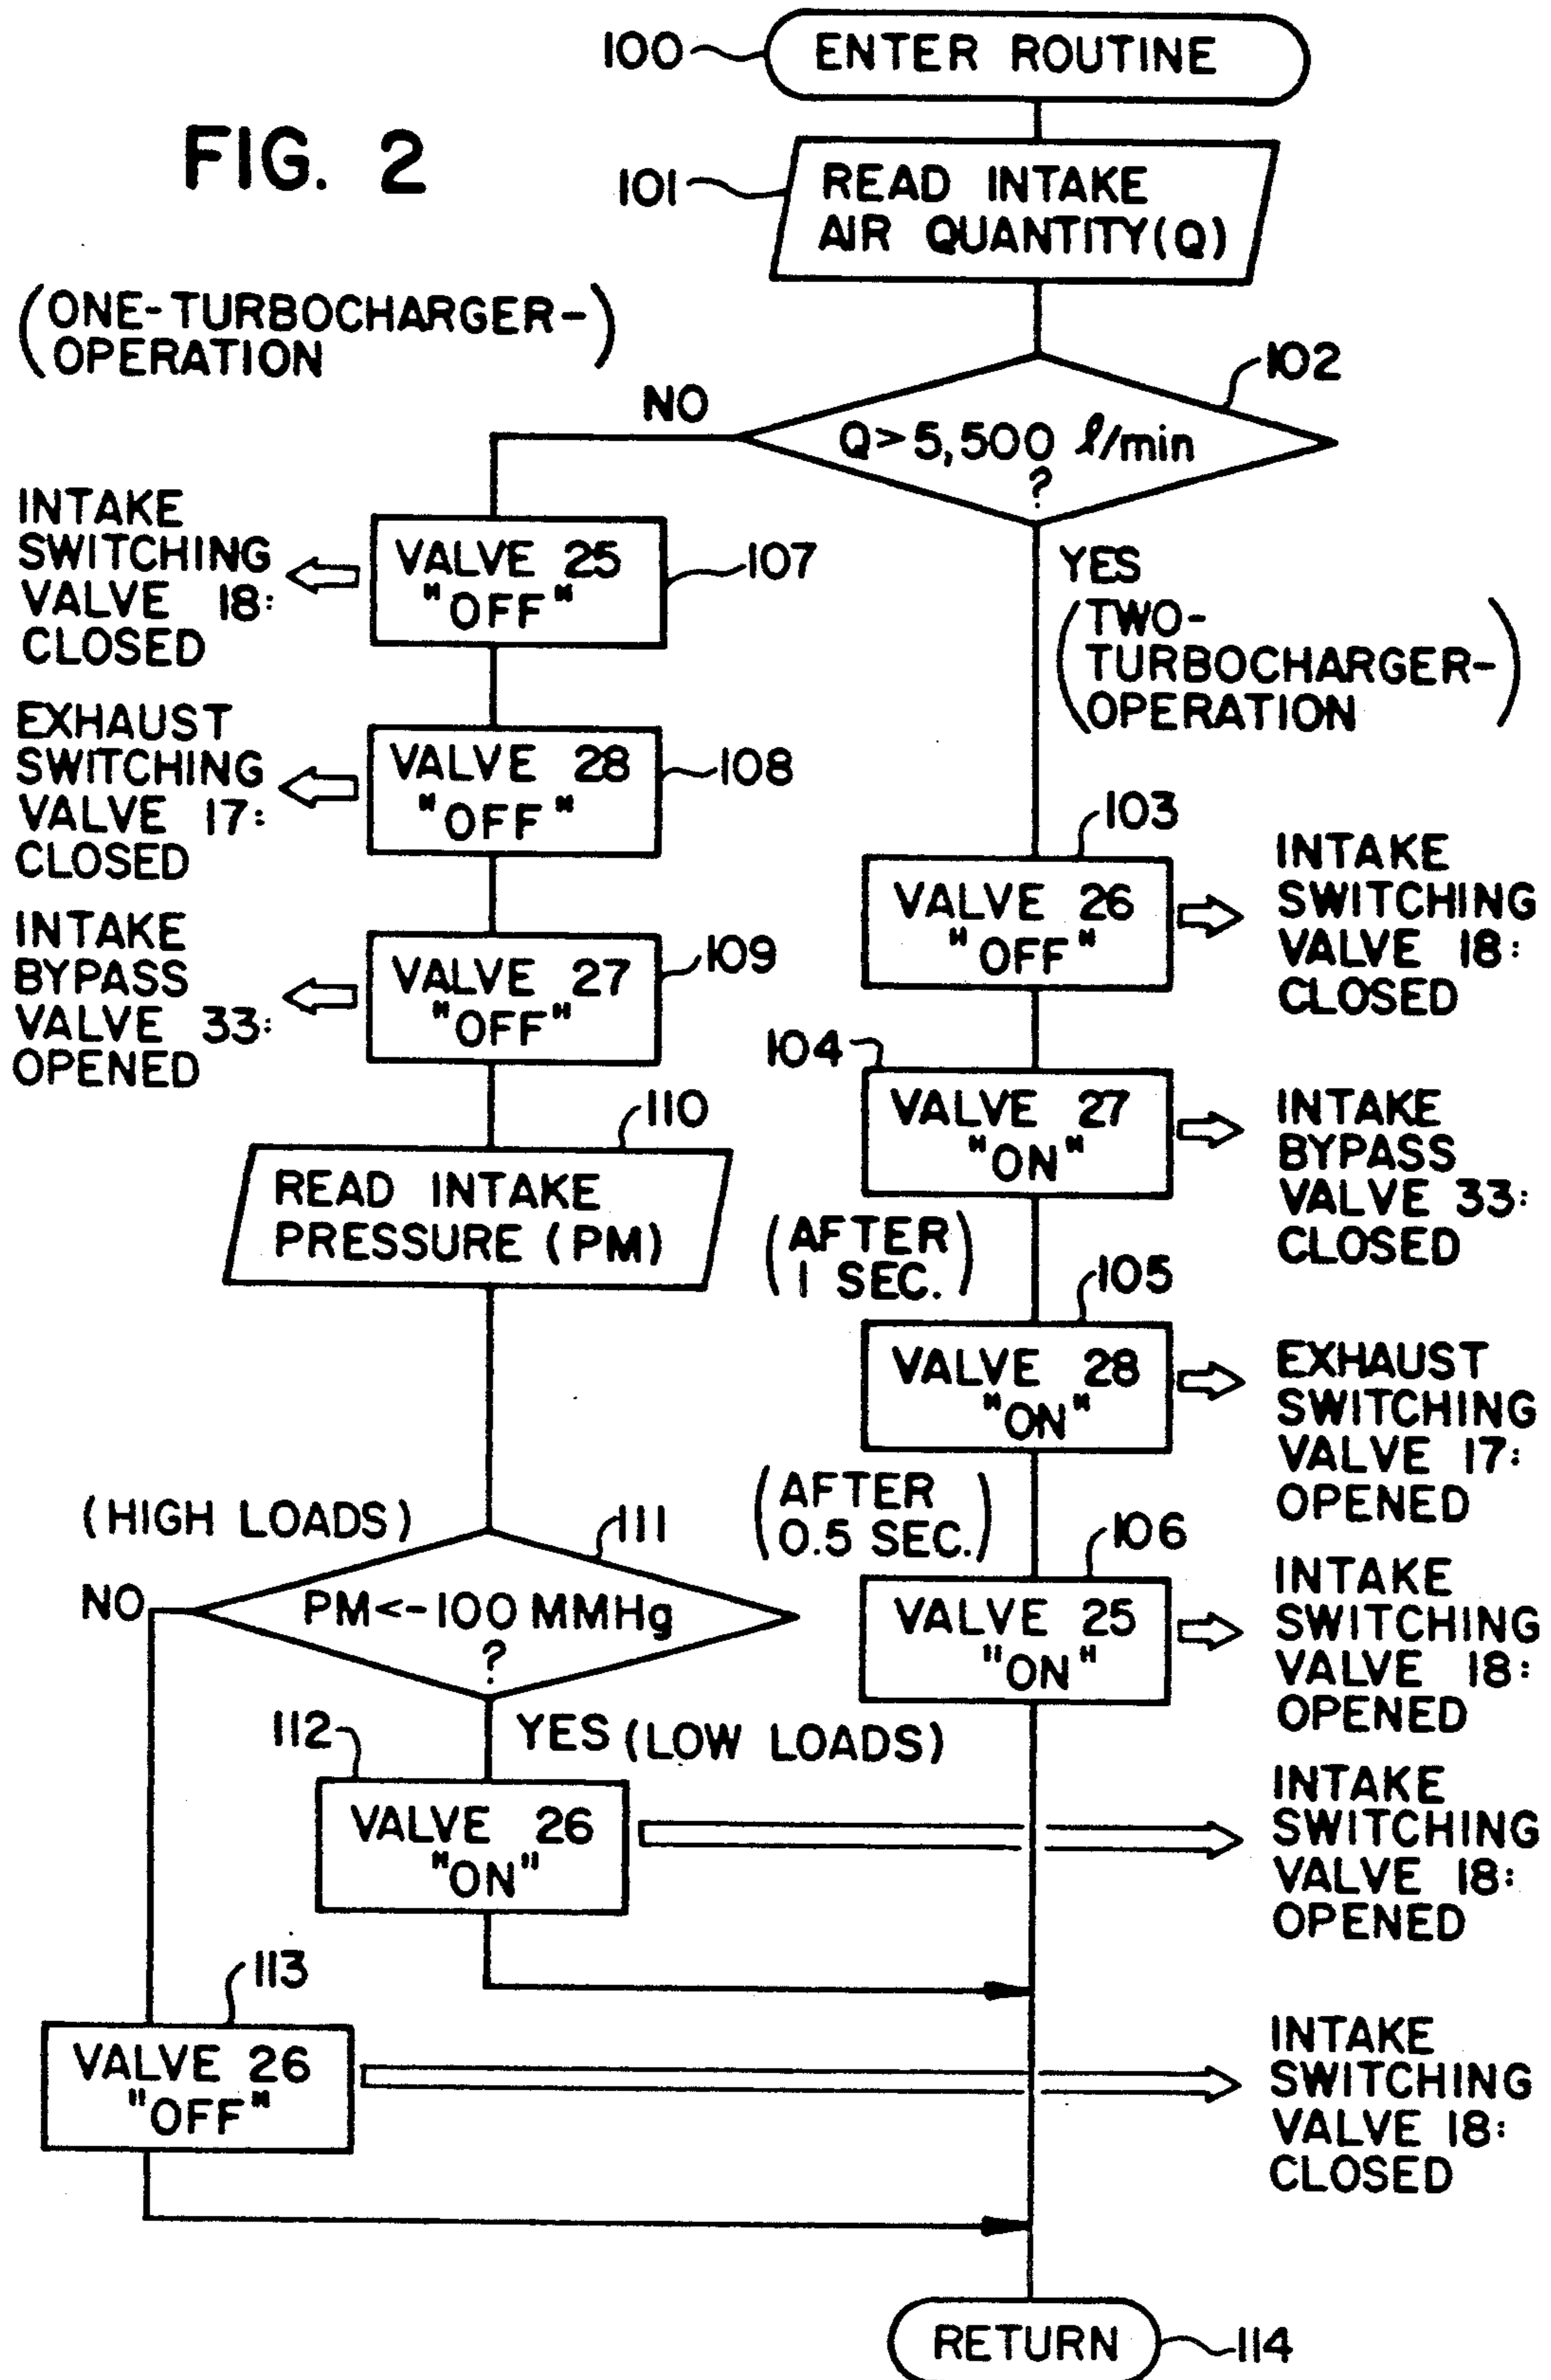 FIG. 2
100
ENTER ROUTINE
101
READ INTAKE
AIR QUANTITY(Q)
(ONE-TURBOCHARGER-
OPERATION)
102
Q>5,500 ℓ/min
?
NO
YES
(TWO-
TURBOCHARGER-
OPERATION)
INTAKE
SWITCHING
VALVE 18:
CLOSED
VALVE 25
"OFF"
107
EXHAUST
SWITCHING
VALVE 17:
CLOSED
VALVE 28
"OFF"
108
INTAKE
BYPASS
VALVE 33:
OPENED
VALVE 27
"OFF"
109
110
READ INTAKE
PRESSURE (PM)
103
VALVE 26
"OFF"
INTAKE
SWITCHING
VALVE 18:
CLOSED
104
VALVE 27
"ON"
INTAKE
BYPASS
VALVE 33:
CLOSED
(AFTER
1 SEC.)
105
VALVE 28
"ON"
EXHAUST
SWITCHING
VALVE 17:
OPENED
(AFTER
0.5 SEC.)
106
VALVE 25
"ON"
INTAKE
SWITCHING
VALVE 18:
OPENED
(HIGH LOADS)
111
NO
PM<-100 MMHg
?
YES (LOW LOADS)
112
VALVE 26
"ON"
INTAKE
SWITCHING
VALVE 18:
OPENED
113
VALVE 26
"OFF"
INTAKE
SWITCHING
VALVE 18:
CLOSED
RETURN
114